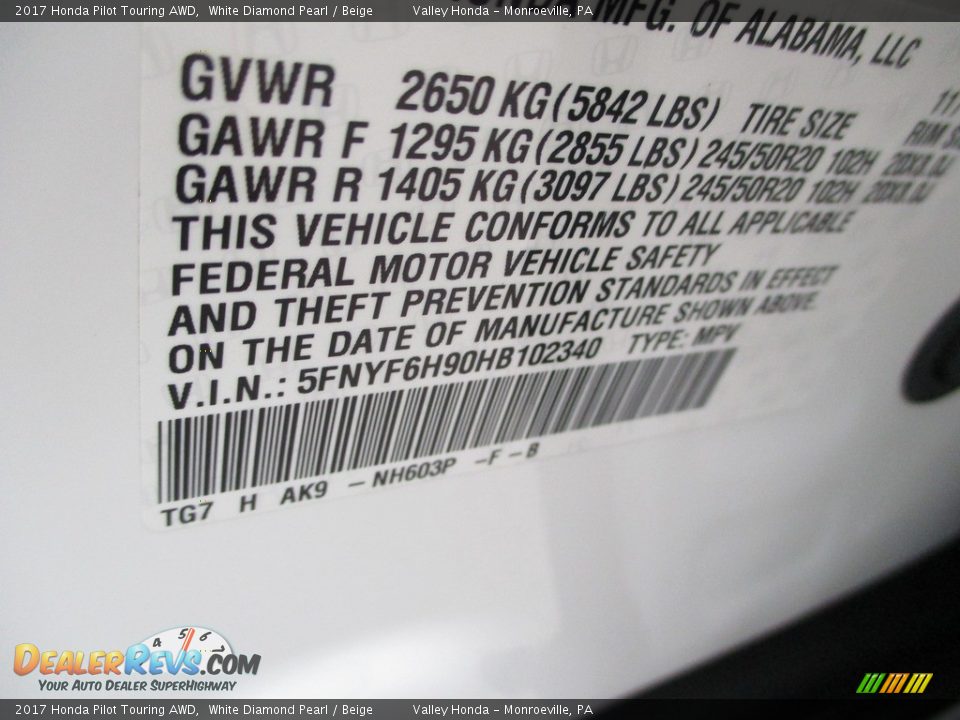 2017 Honda Pilot Touring AWD, White Diamond Pearl / Beige Valley Honda - Monroeville, PA
MFG. OF ALABAMA, LLC
GVWR 2650 KG (5842 LBS) TIRE SIZE
GAWR F 1295 KG (2855 LBS) 245/50R20 102H 20X8.0J
GAWR R 1405 KG (3097 LBS) 245/50R20 102H 20X8.0J
THIS VEHICLE CONFORMS TO ALL APPLICABLE
FEDERAL MOTOR VEHICLE SAFETY
AND THEFT PREVENTION STANDARDS IN EFFECT
ON THE DATE OF MANUFACTURE SHOWN ABOVE.
V.I.N.: 5FNYF6H90HB102340 TYPE: MPV
TG7 H AK9 - NH603P -F - B
DEALERREVS.COM
YOUR AUTO DEALER SUPERHIGHWAY
2017 Honda Pilot Touring AWD, White Diamond Pearl / Beige Valley Honda - Monroeville, PA